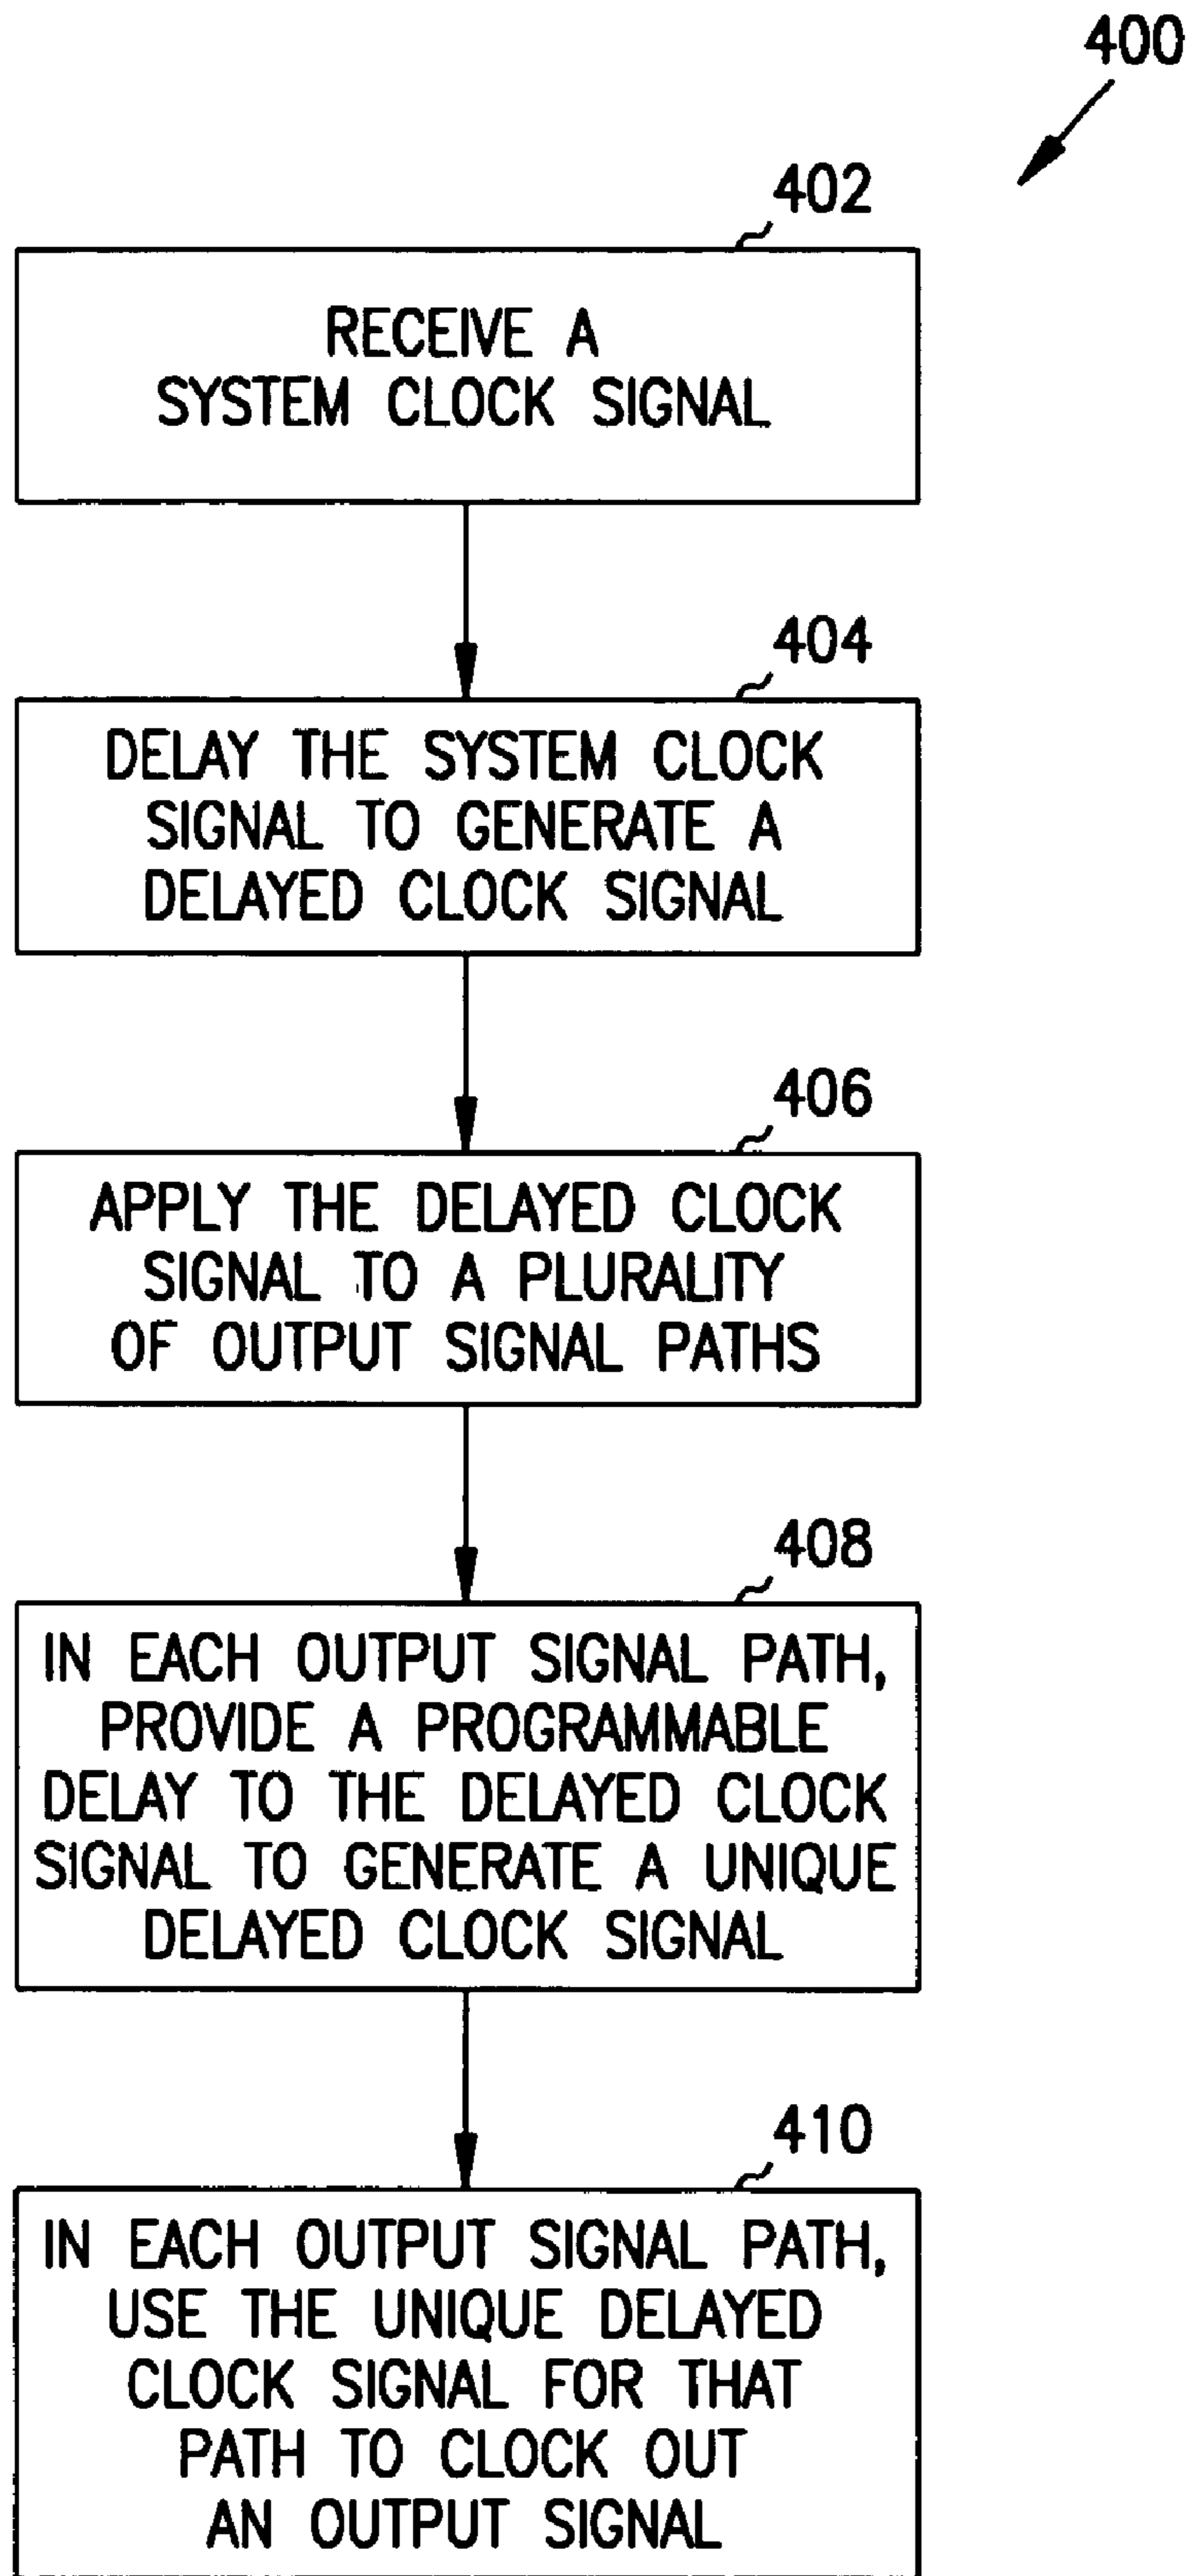 400
402
RECEIVE A
SYSTEM CLOCK SIGNAL
404
DELAY THE SYSTEM CLOCK
SIGNAL TO GENERATE A
DELAYED CLOCK SIGNAL
406
APPLY THE DELAYED CLOCK
SIGNAL TO A PLURALITY
OF OUTPUT SIGNAL PATHS
408
IN EACH OUTPUT SIGNAL PATH,
PROVIDE A PROGRAMMABLE
DELAY TO THE DELAYED CLOCK
SIGNAL TO GENERATE A UNIQUE
DELAYED CLOCK SIGNAL
410
IN EACH OUTPUT SIGNAL PATH,
USE THE UNIQUE DELAYED
CLOCK SIGNAL FOR THAT
PATH TO CLOCK OUT
AN OUTPUT SIGNAL